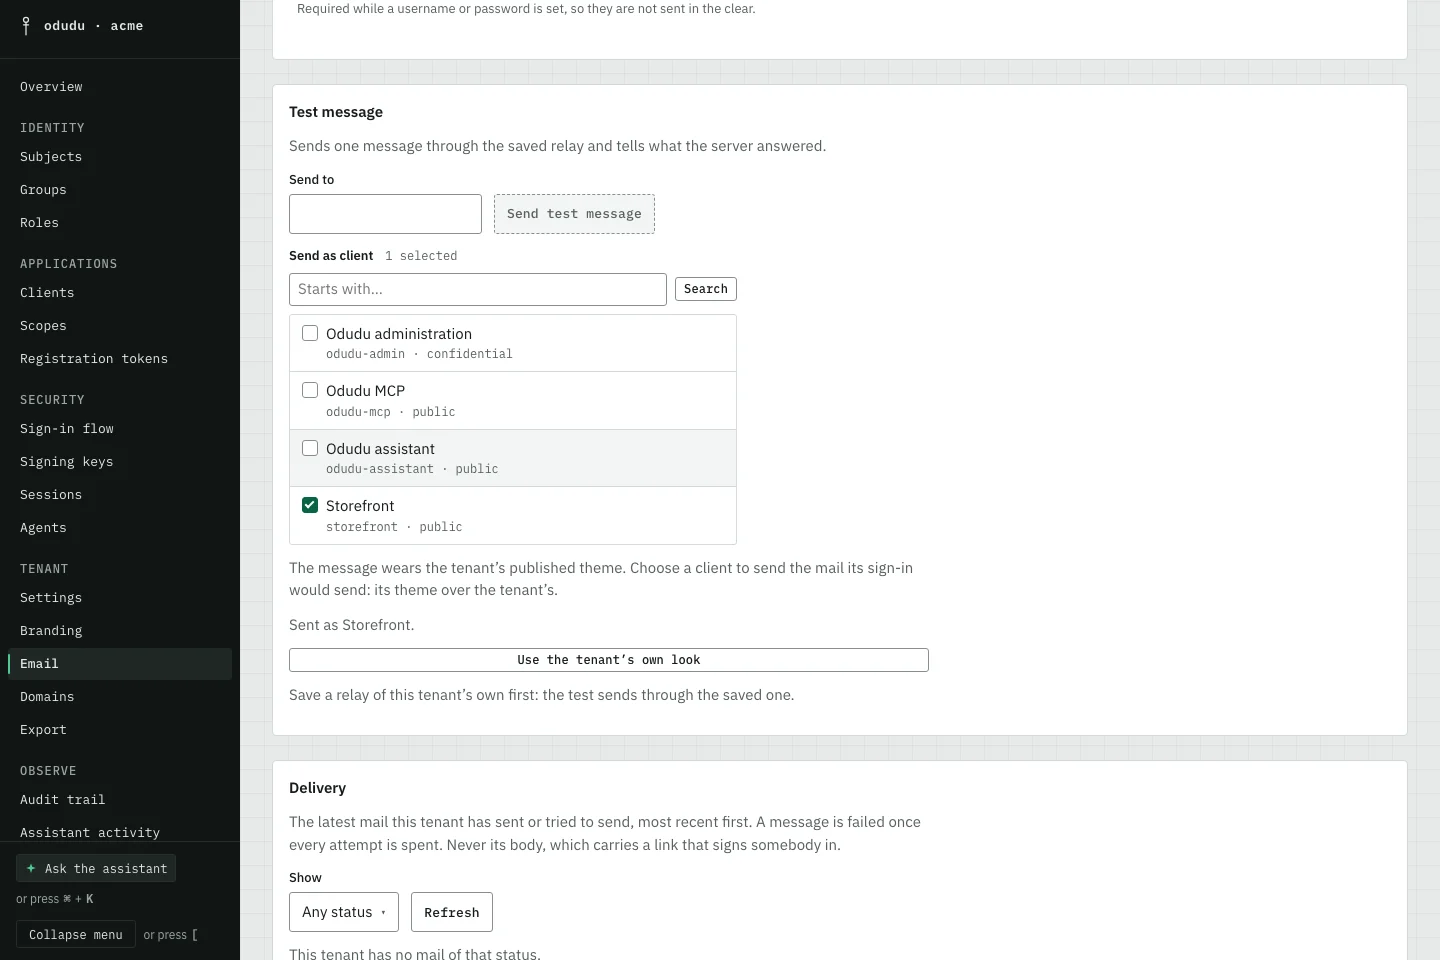 odudu · acme
Overview
IDENTITY
Subjects
Groups
Roles
APPLICATIONS
Clients
Scopes
Registration tokens
SECURITY
Sign-in flow
Signing keys
Sessions
Agents
TENANT
Settings
Branding
Email
Domains
Export
OBSERVE
Audit trail
Assistant activity
Ask the assistant
or press ⌘ + K
Collapse menu or press [
Required while a username or password is set, so they are not sent in the clear.
Test message
Sends one message through the saved relay and tells what the server answered.
Send to
Send test message
Send as client 1 selected
Starts with...
Search
Odudu administration
odudu-admin · confidential
Odudu MCP
odudu-mcp · public
Odudu assistant
odudu-assistant · public
Storefront
storefront · public
The message wears the tenant’s published theme. Choose a client to send the mail its sign-in
would send: its theme over the tenant’s.
Sent as Storefront.
Use the tenant’s own look
Save a relay of this tenant’s own first: the test sends through the saved one.
Delivery
The latest mail this tenant has sent or tried to send, most recent first. A message is failed once
every attempt is spent. Never its body, which carries a link that signs somebody in.
Show
Any status
Refresh
This tenant has no mail of that status.